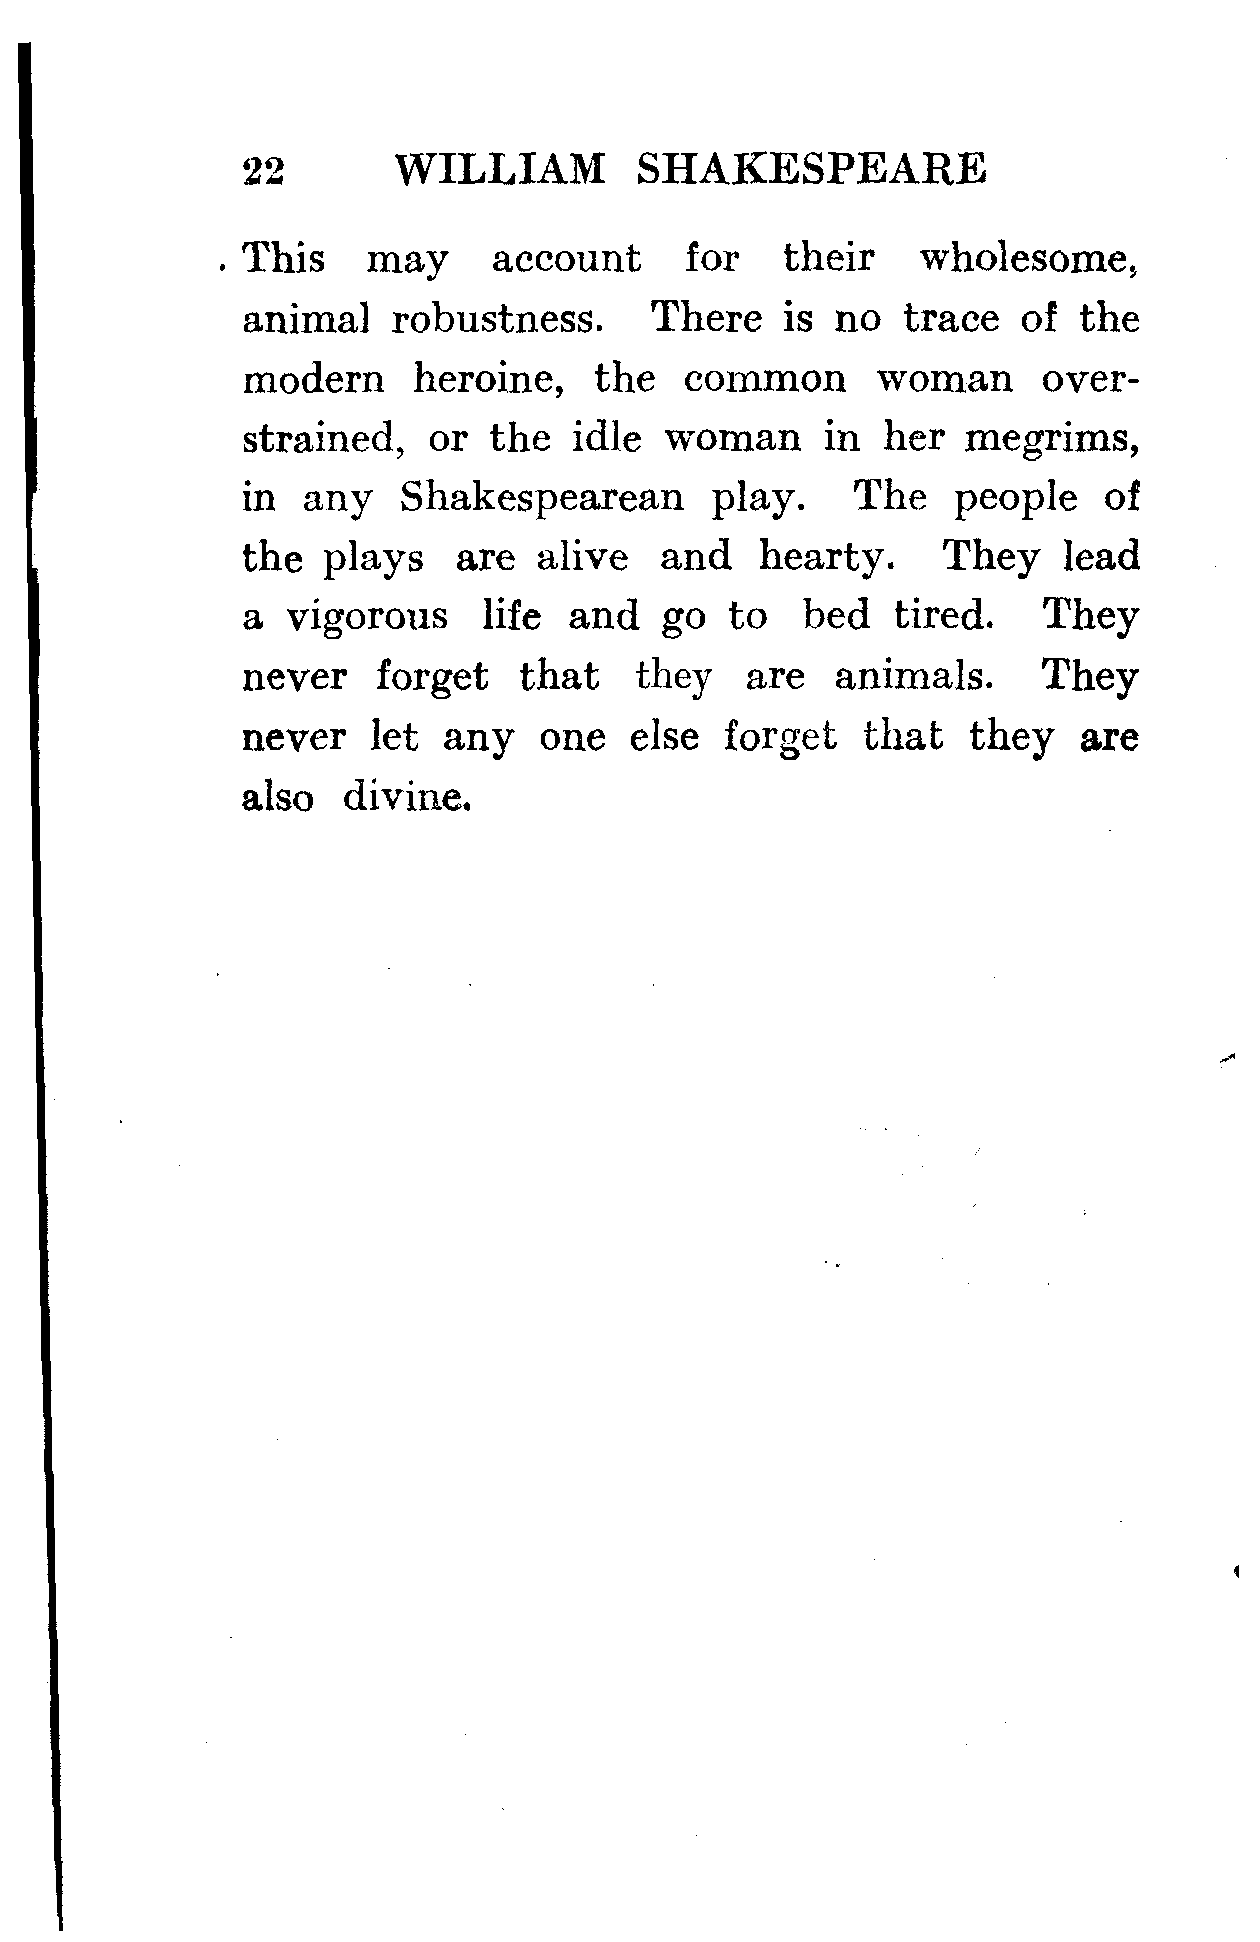 22 WILLIAM SHAKESPEARE
This may account for their wholesome,
animal robustness. There is no trace of the
modern heroine, the common woman over-
strained, or the idle woman in her megrims,
in any Shakespearean play. The people of
the plays are alive and hearty. They lead
a vigorous life and go to bed tired. They
never forget that they are animals. They
never let any one else forget that they are
also divine.